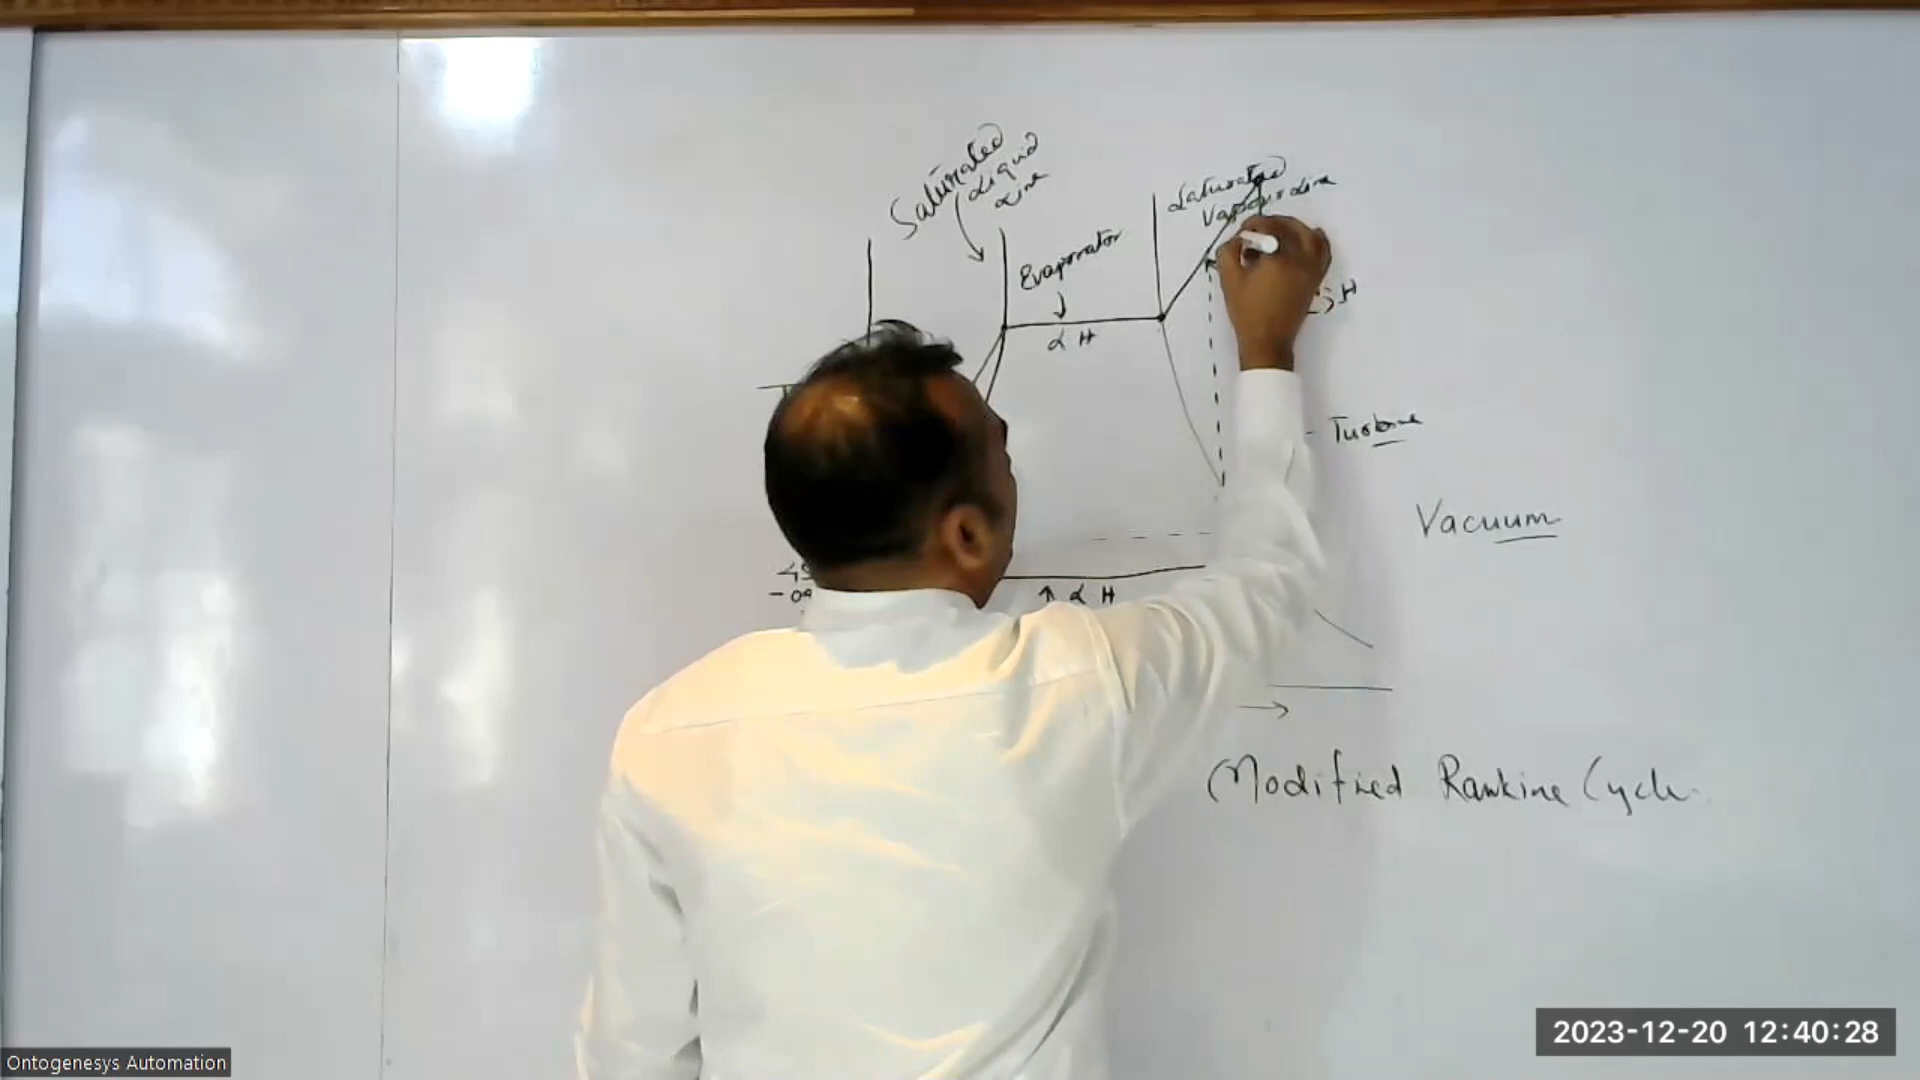 Saturated
Liquid
Line
Saturated
Vapour Line
Evaporator
L H
Turbine
Vacuum
L H
Modified Rankine Cycle
2023-12-20 12:40:28
Ontogenesys Automation